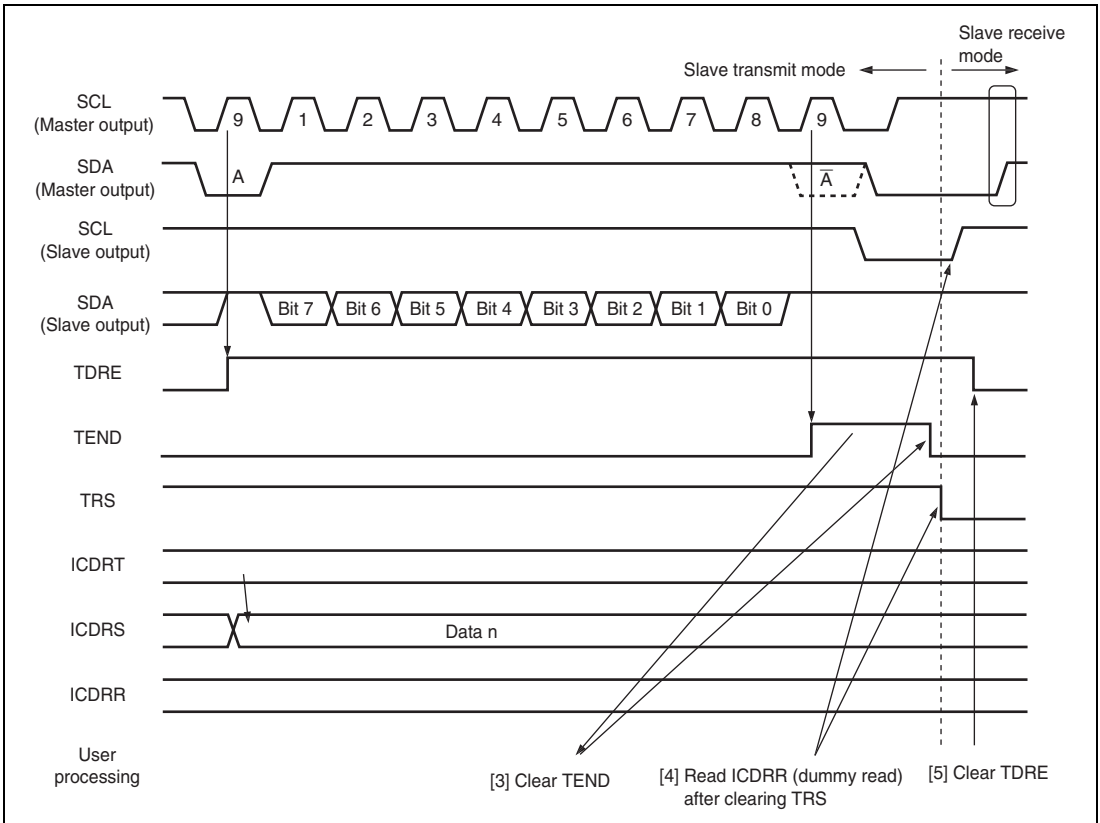 Slave receive
mode
Slave transmit mode
SCL
(Master output)
9 1 2 3 4 5 6 7 8 9
SDA
(Master output)
A A̅
SCL
(Slave output)
SDA
(Slave output)
Bit 7 Bit 6 Bit 5 Bit 4 Bit 3 Bit 2 Bit 1 Bit 0
TDRE
TEND
TRS
ICDRT
ICDRS
Data n
ICDRR
User
processing
[3] Clear TEND
[4] Read ICDRR (dummy read)
after clearing TRS
[5] Clear TDRE